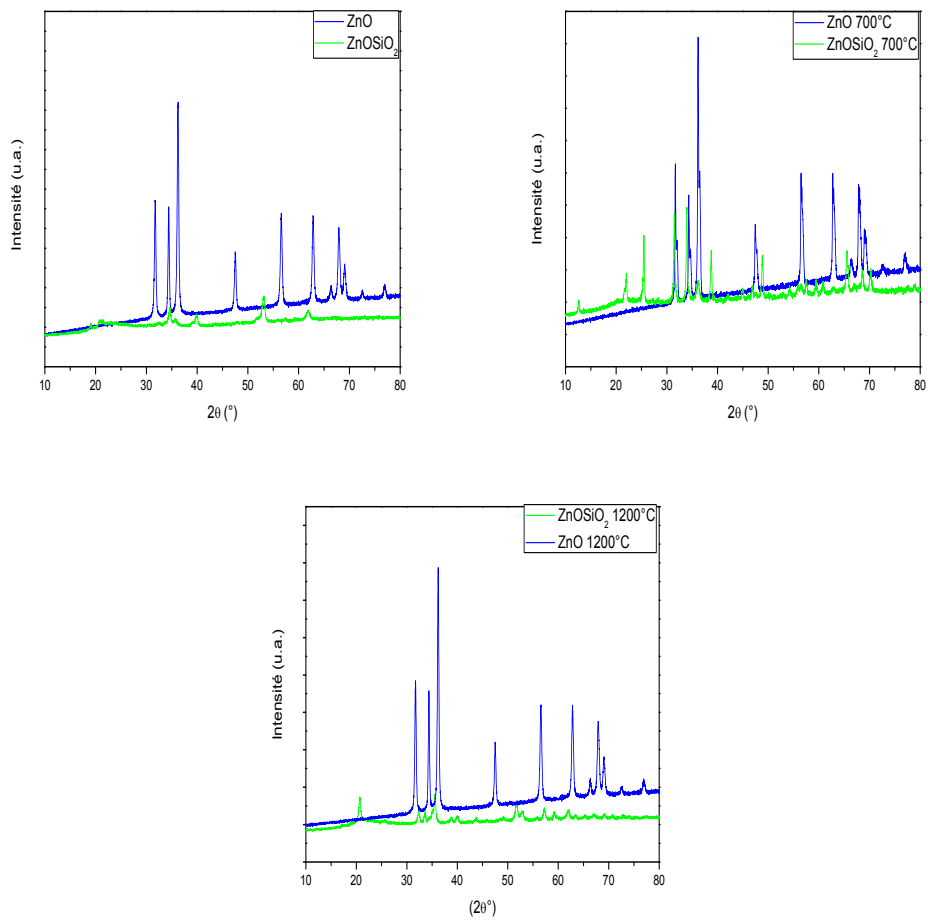 ZnO
ZnOSiO₂
Intensité (u.a.)
10 20 30 40 50 60 70 80
2θ (°)
ZnO 700°C
ZnOSiO₂ 700°C
Intensité (u.a.)
10 20 30 40 50 60 70 80
2θ (°)
ZnOSiO₂ 1200°C
ZnO 1200°C
Intensité (u.a.)
10 20 30 40 50 60 70 80
(2θ°)